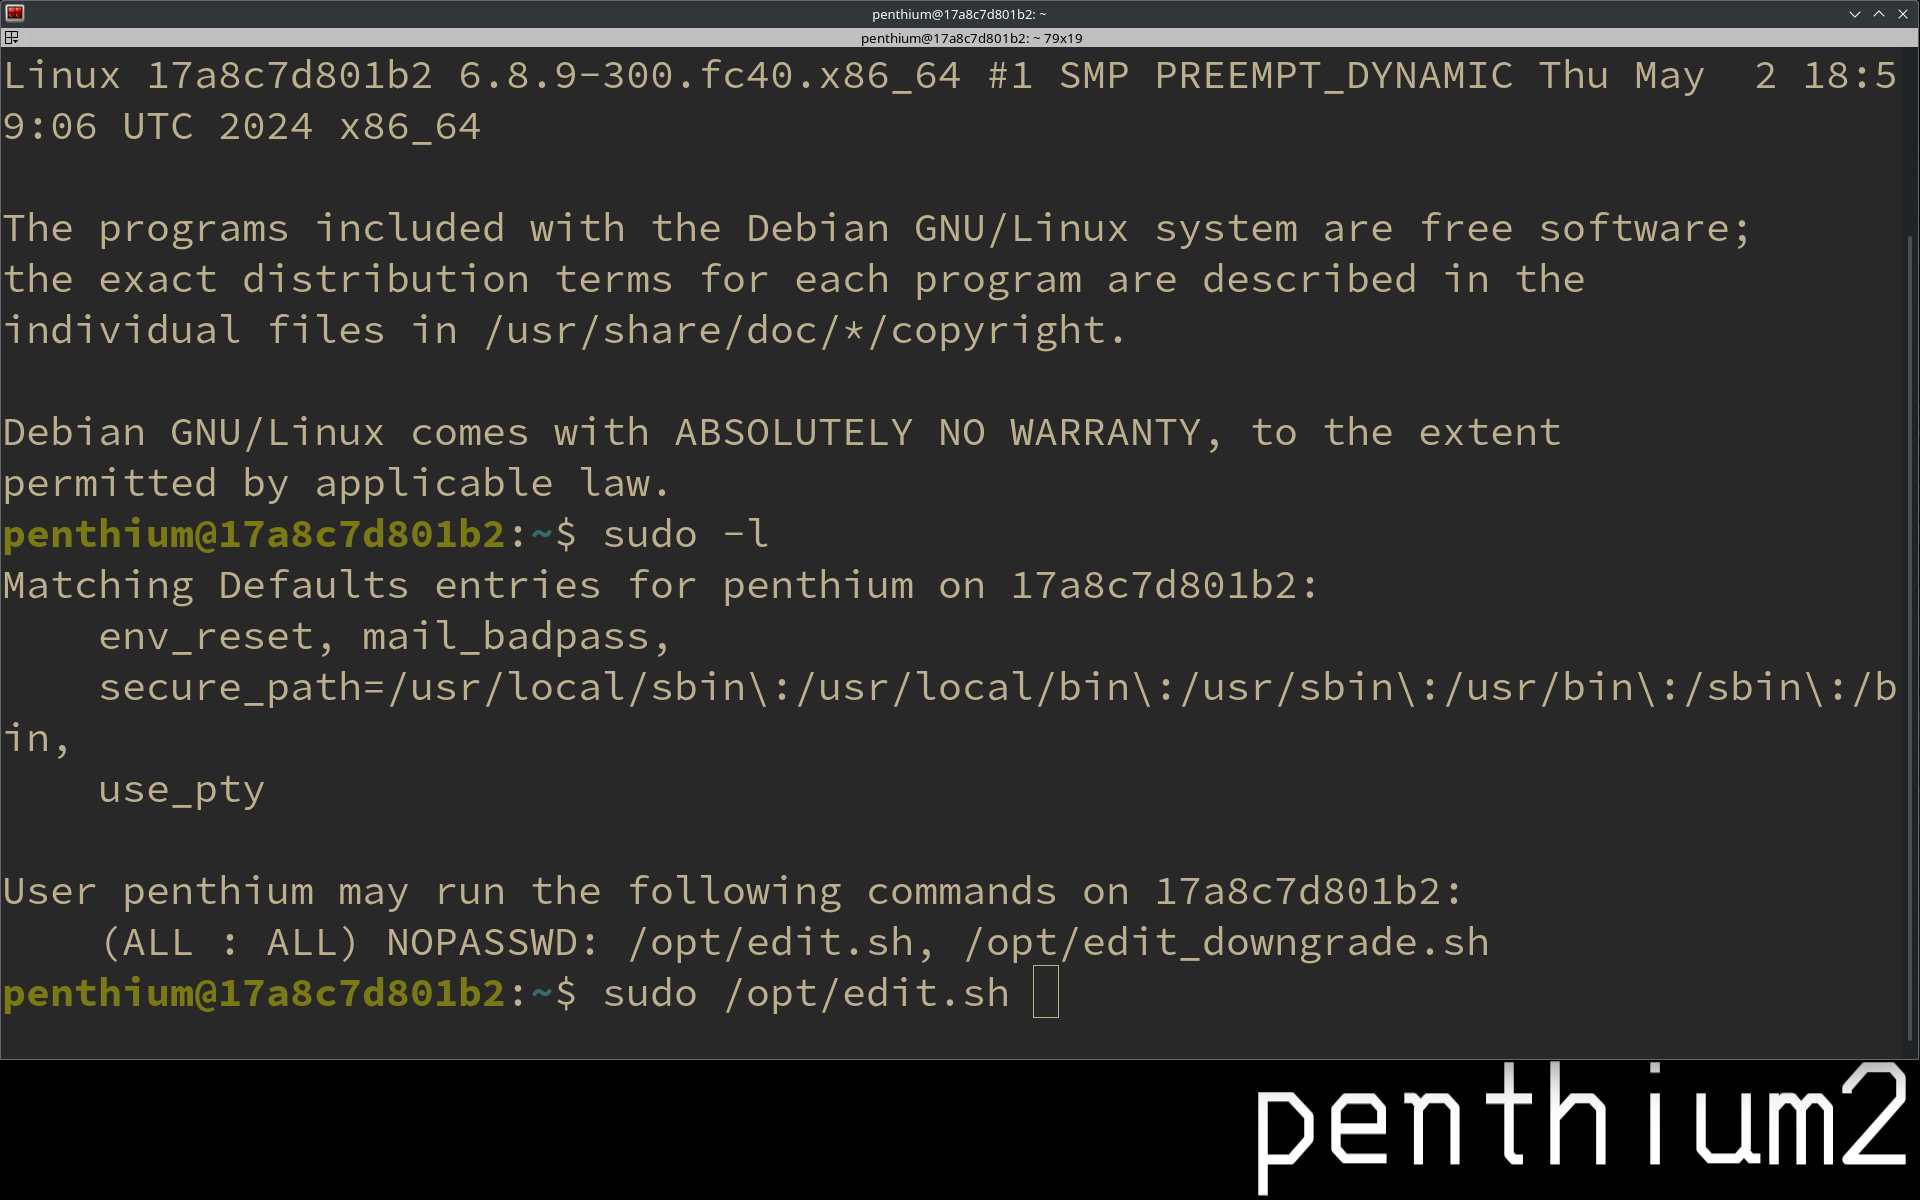 penthium@17a8c7d801b2: ~
penthium@17a8c7d801b2: ~ 79x19
Linux 17a8c7d801b2 6.8.9-300.fc40.x86_64 #1 SMP PREEMPT_DYNAMIC Thu May  2 18:5
9:06 UTC 2024 x86_64
The programs included with the Debian GNU/Linux system are free software;
the exact distribution terms for each program are described in the
individual files in /usr/share/doc/*/copyright.
Debian GNU/Linux comes with ABSOLUTELY NO WARRANTY, to the extent
permitted by applicable law.
penthium@17a8c7d801b2:~$ sudo -l
Matching Defaults entries for penthium on 17a8c7d801b2:
    env_reset, mail_badpass,
    secure_path=/usr/local/sbin\:/usr/local/bin\:/usr/sbin\:/usr/bin\:/sbin\:/b
in,
    use_pty
User penthium may run the following commands on 17a8c7d801b2:
    (ALL : ALL) NOPASSWD: /opt/edit.sh, /opt/edit_downgrade.sh
penthium@17a8c7d801b2:~$ sudo /opt/edit.sh
penthium2